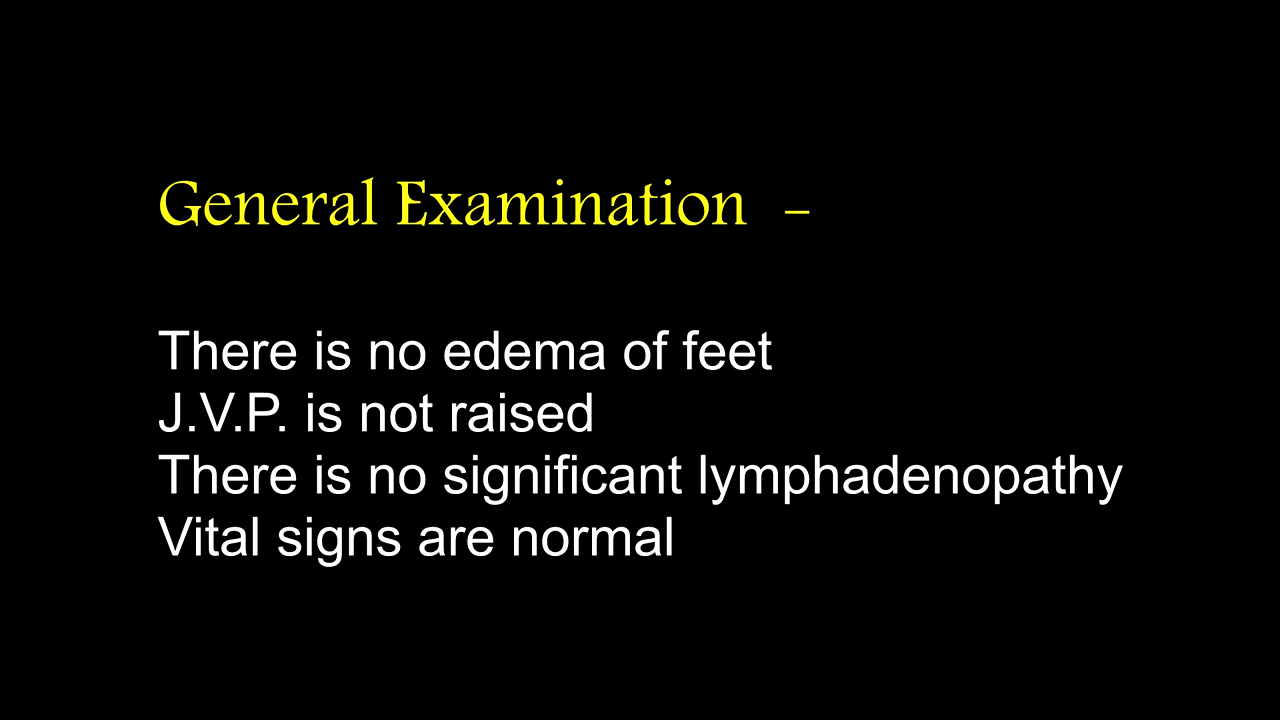 General Examination -
There is no edema of feet
J.V.P. is not raised
There is no significant lymphadenopathy
Vital signs are normal